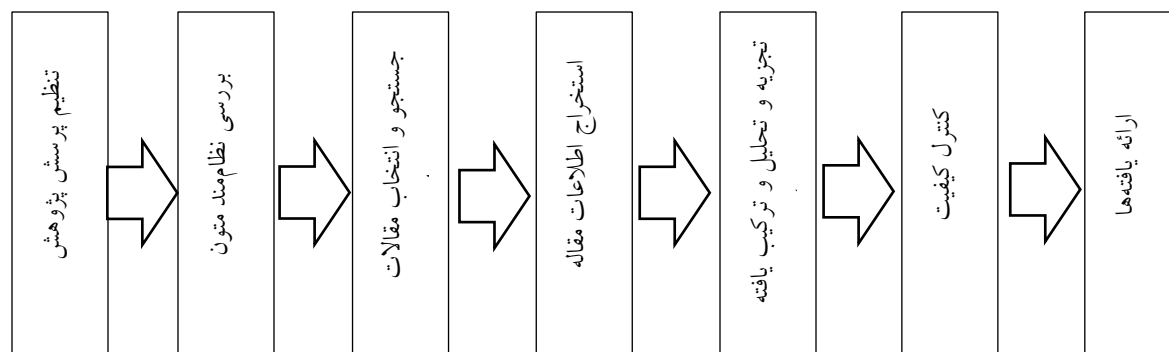 تنظیم پرسش پژوهش
بررسی نظام‌مند متون
جستجو و انتخاب مقالات
استخراج اطلاعات مقاله
تجزیه و تحلیل و ترکیب یافته
کنترل کیفیت
ارائه یافته‌ها